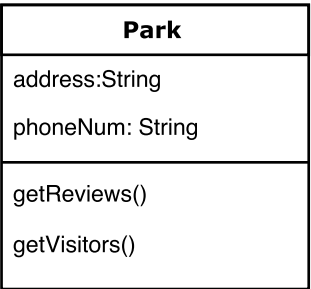 Park
address:String
phoneNum: String
getReviews()
getVisitors()